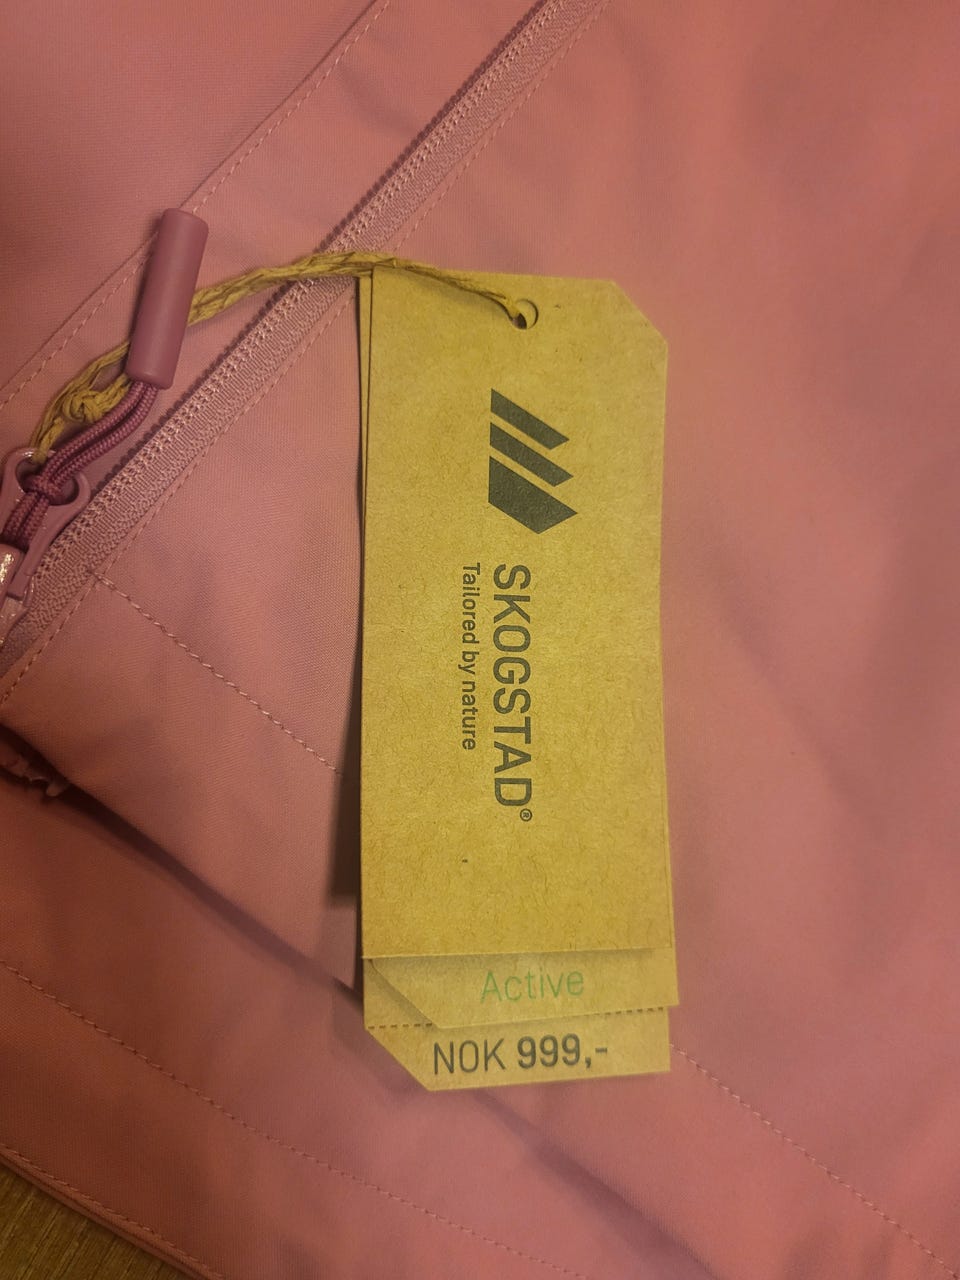 SKOGSTAD®
Tailored by nature
Active
NOK 999,-